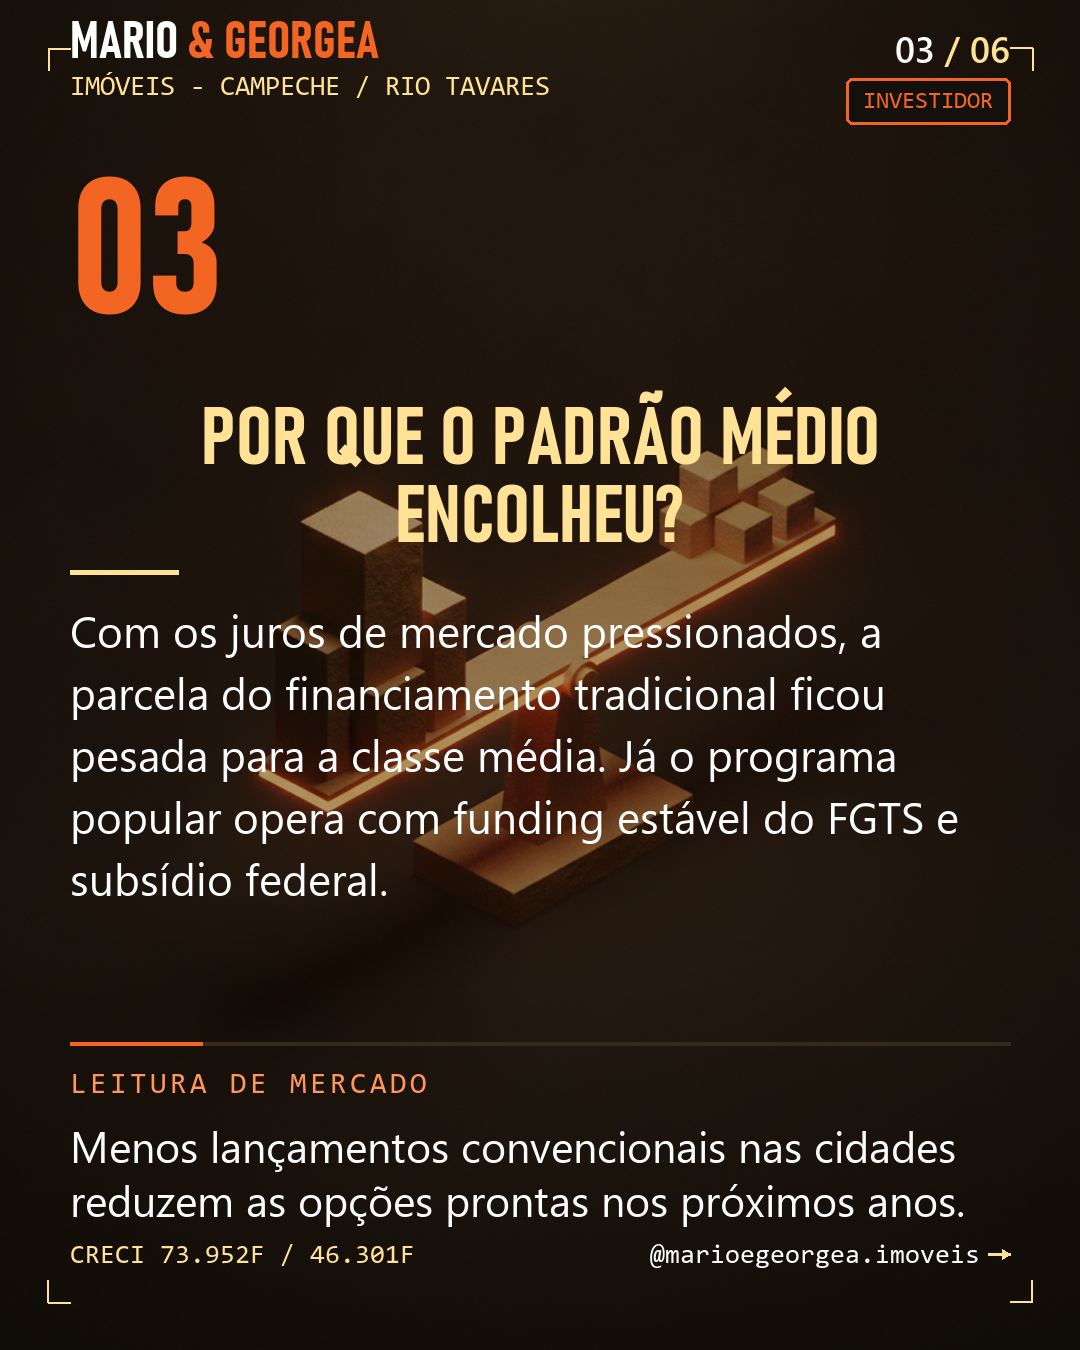 MARIO & GEORGEA
IMÓVEIS - CAMPECHE / RIO TAVARES
03 / 06
INVESTIDOR
03
POR QUE O PADRÃO MÉDIO
ENCOLHEU?
Com os juros de mercado pressionados, a
parcela do financiamento tradicional ficou
pesada para a classe média. Já o programa
popular opera com funding estável do FGTS e
subsídio federal.
LEITURA DE MERCADO
Menos lançamentos convencionais nas cidades
reduzem as opções prontas nos próximos anos.
CRECI 73.952F / 46.301F
@marioegeorgea.imoveis →